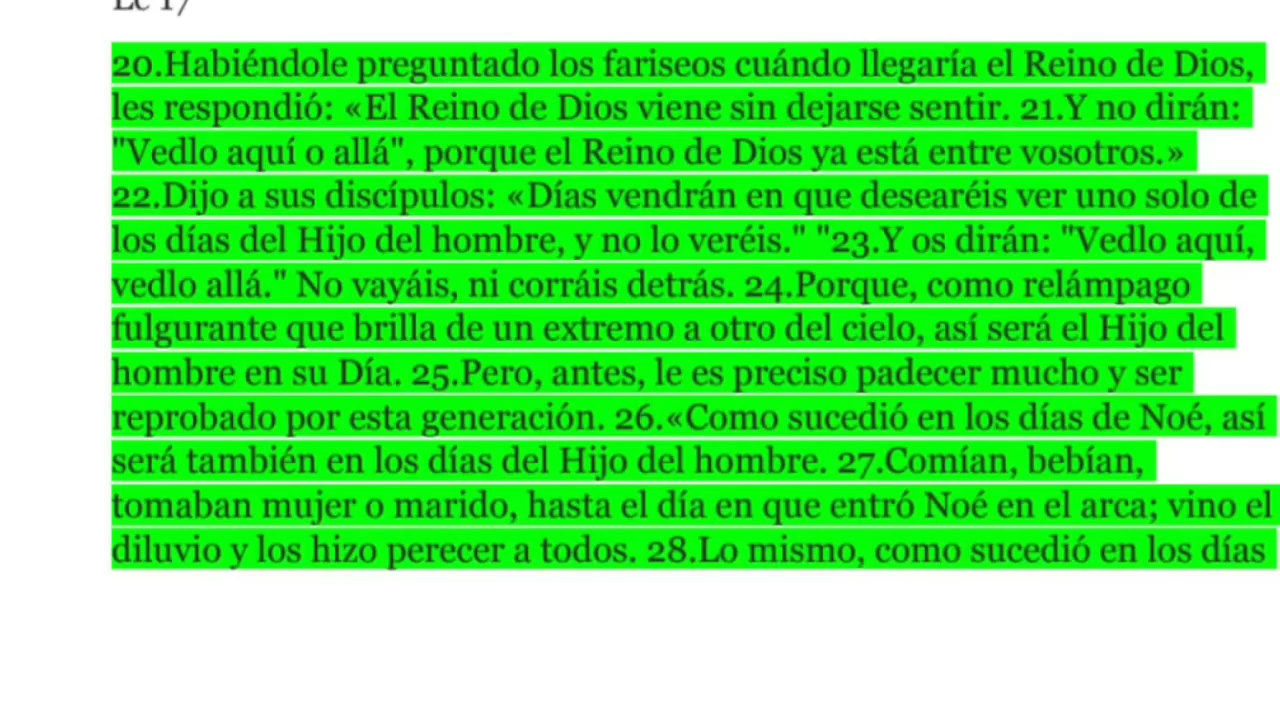 Lc 17
20.Habiéndole preguntado los fariseos cuándo llegaría el Reino de Dios,
les respondió: «El Reino de Dios viene sin dejarse sentir. 21.Y no dirán:
"Vedlo aquí o allá", porque el Reino de Dios ya está entre vosotros.»
22.Dijo a sus discípulos: «Días vendrán en que desearéis ver uno solo de
los días del Hijo del hombre, y no lo veréis." "23.Y os dirán: "Vedlo aquí,
vedlo allá." No vayáis, ni corráis detrás. 24.Porque, como relámpago
fulgurante que brilla de un extremo a otro del cielo, así será el Hijo del
hombre en su Día. 25.Pero, antes, le es preciso padecer mucho y ser
reprobado por esta generación. 26.«Como sucedió en los días de Noé, así
será también en los días del Hijo del hombre. 27.Comían, bebían,
tomaban mujer o marido, hasta el día en que entró Noé en el arca; vino el
diluvio y los hizo perecer a todos. 28.Lo mismo, como sucedió en los días